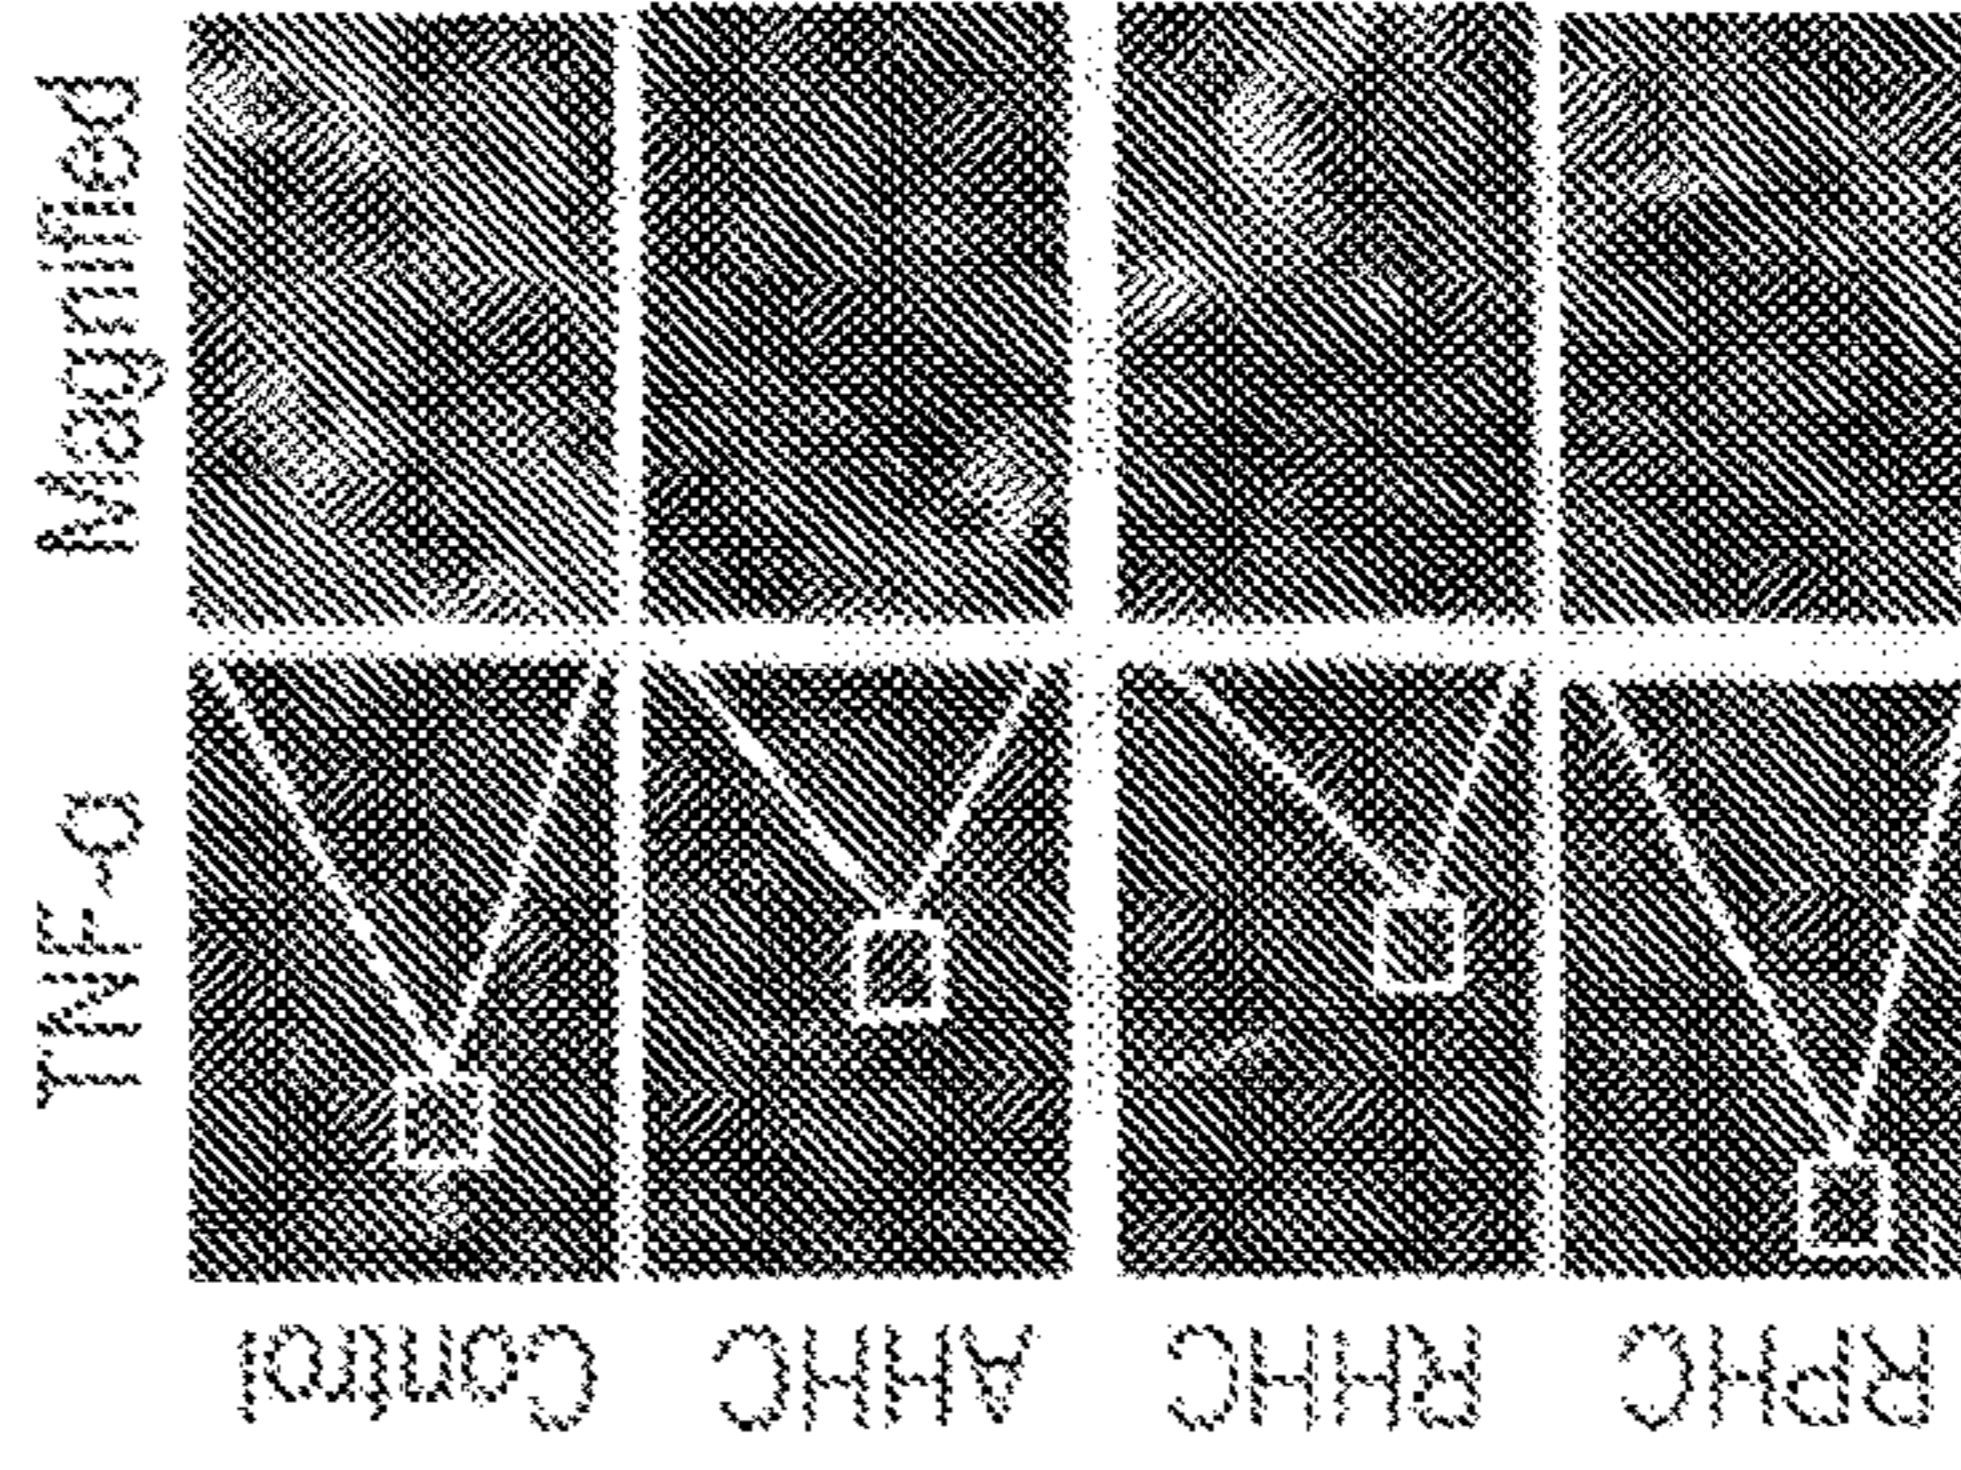 Magnified
TNF-α
Control
AHHC
RHHC
RPHC